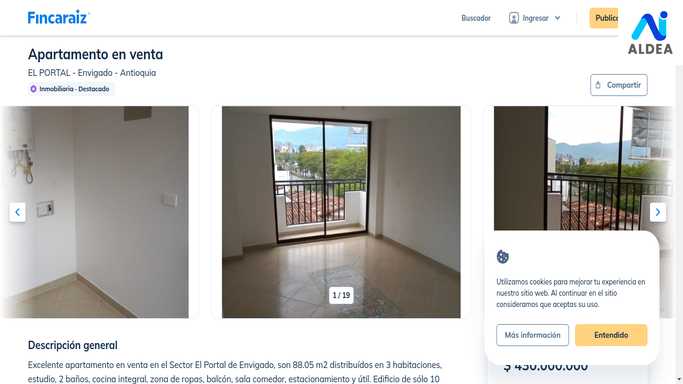 Fincaraiz
Buscador
Ingresar
Public
ALDEA
Apartamento en venta
EL PORTAL - Envigado - Antioquia
Inmobiliaria - Destacado
Compartir
1 / 19
Utilizamos cookies para mejorar tu experiencia en
nuestro sitio web. Al continuar en el sitio
consideramos que aceptas su uso.
Más información
Entendido
Descripción general
Excelente apartamento en venta en el Sector El Portal de Envigado, son 88.05 m2 distribuídos en 3 habitaciones,
estudio, 2 baños, cocina integral, zona de ropas, balcón, sala comedor, estacionamiento y útil. Edificio de sólo 10
$ 430.000.000